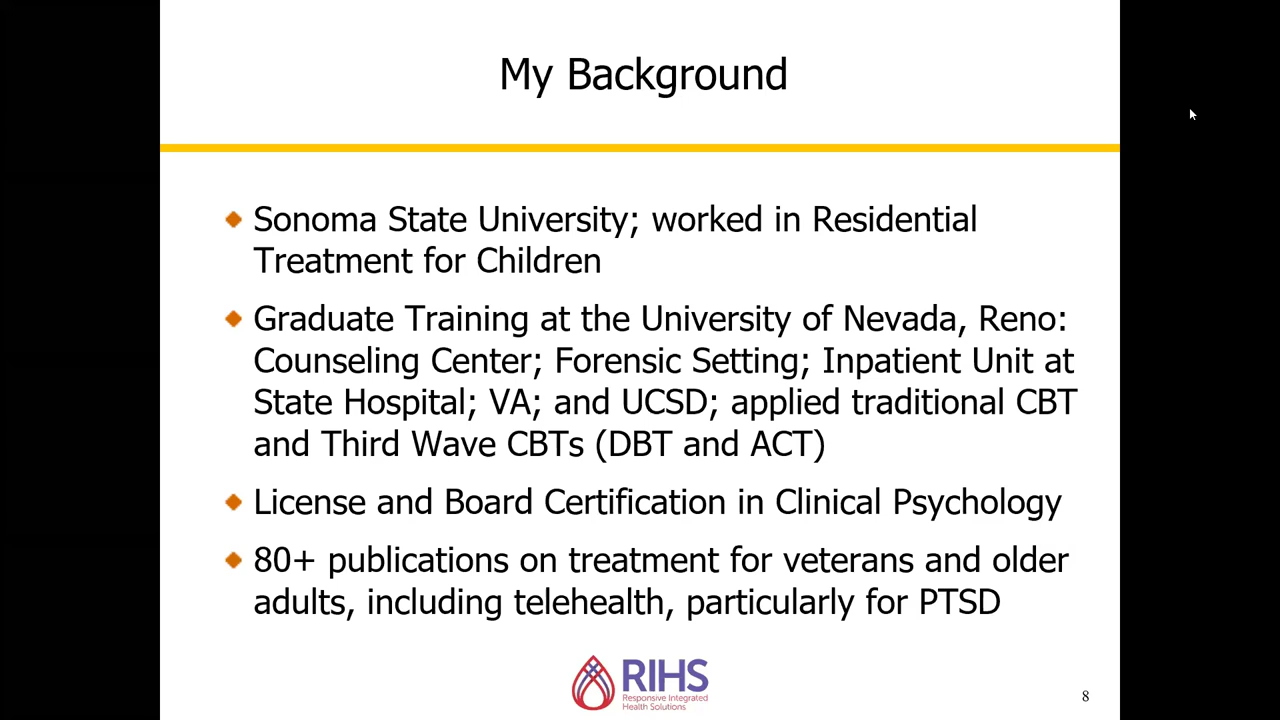 My Background
Sonoma State University; worked in Residential
Treatment for Children
Graduate Training at the University of Nevada, Reno:
Counseling Center; Forensic Setting; Inpatient Unit at
State Hospital; VA; and UCSD; applied traditional CBT
and Third Wave CBTs (DBT and ACT)
License and Board Certification in Clinical Psychology
80+ publications on treatment for veterans and older
adults, including telehealth, particularly for PTSD
RIHS
Responsive Integrated
Health Solutions
8